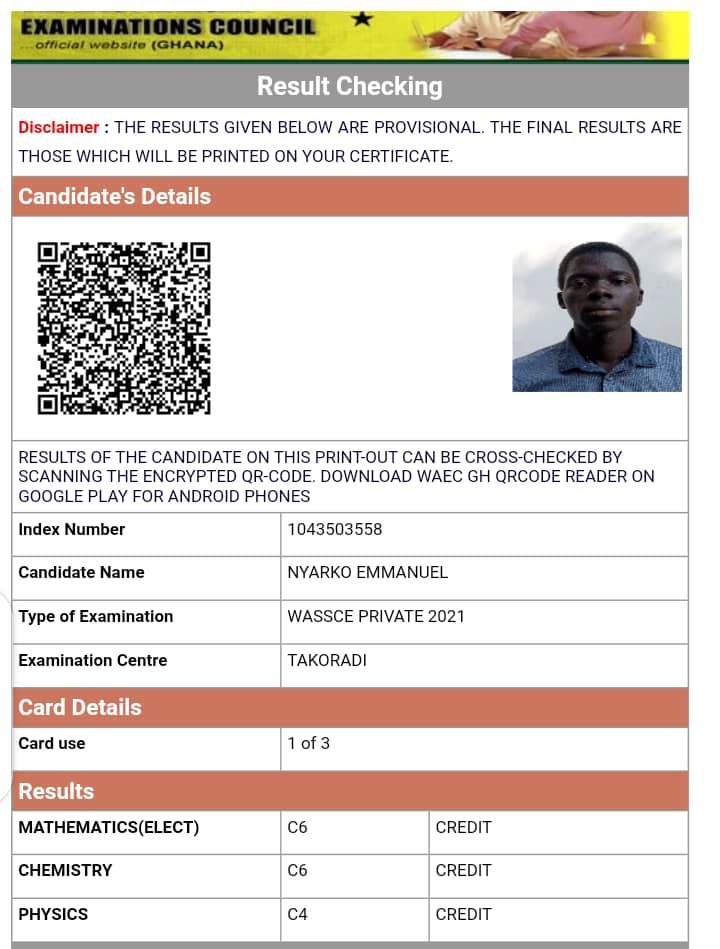 EXAMINATIONS COUNCIL
...official website (GHANA)
Result Checking
Disclaimer : THE RESULTS GIVEN BELOW ARE PROVISIONAL. THE FINAL RESULTS ARE
THOSE WHICH WILL BE PRINTED ON YOUR CERTIFICATE.
Candidate's Details
RESULTS OF THE CANDIDATE ON THIS PRINT-OUT CAN BE CROSS-CHECKED BY
SCANNING THE ENCRYPTED QR-CODE. DOWNLOAD WAEC GH QRCODE READER ON
GOOGLE PLAY FOR ANDROID PHONES
Index Number 1043503558
Candidate Name NYARKO EMMANUEL
Type of Examination WASSCE PRIVATE 2021
Examination Centre TAKORADI
Card Details
Card use 1 of 3
Results
MATHEMATICS(ELECT) C6 CREDIT
CHEMISTRY C6 CREDIT
PHYSICS C4 CREDIT